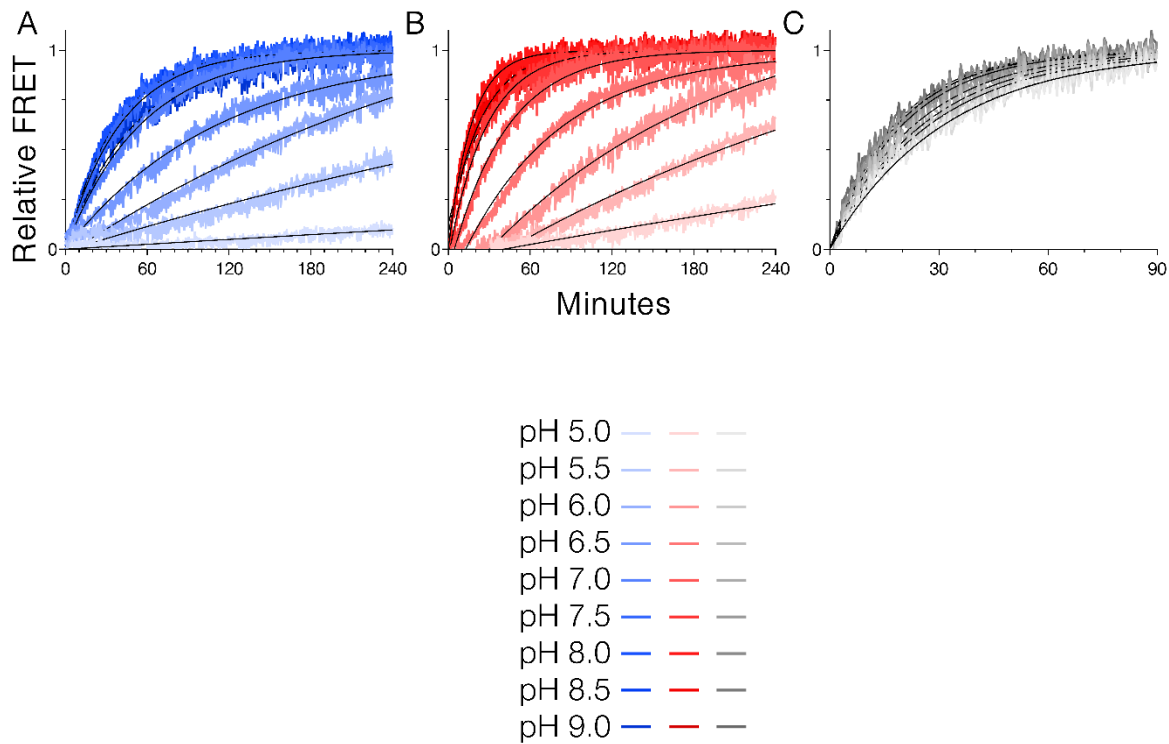 A B C
Relative FRET
1 1 1
0 0 0
0 60 120 180 240 0 60 120 180 240 0 30 60 90
Minutes
pH 5.0
pH 5.5
pH 6.0
pH 6.5
pH 7.0
pH 7.5
pH 8.0
pH 8.5
pH 9.0